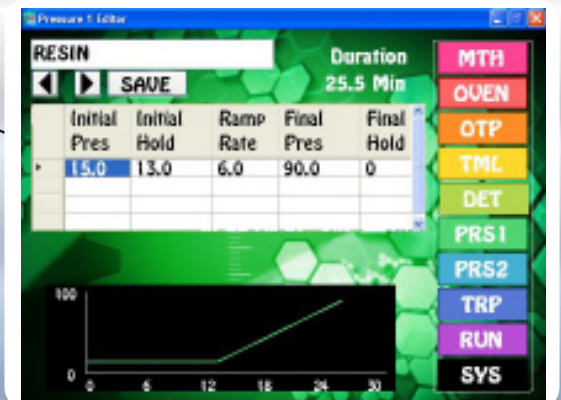 Pressure 1 Editor
RESIN
Duration
25.5 Min
SAVE
Initial Pres Initial Hold Ramp Rate Final Pres Final Hold
15.0 13.0 6.0 90.0 0
MTH
OVEN
OTP
TML
DET
PRS1
PRS2
TRP
RUN
SYS
100
0
0 6 12 18 24 30